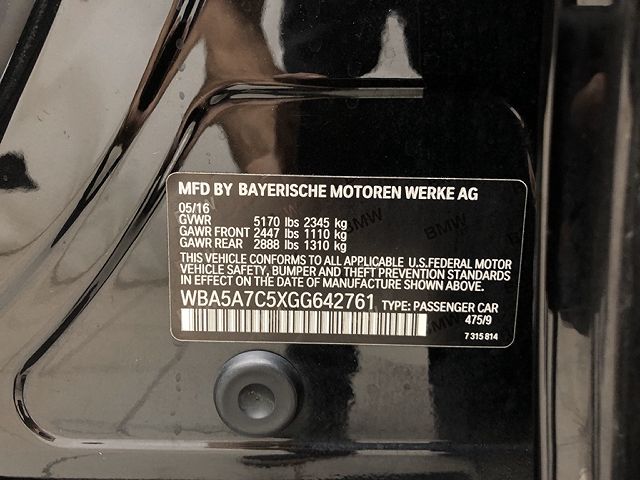 MFD BY BAYERISCHE MOTOREN WERKE AG
05/16
GVWR 5170 lbs 2345 kg
GAWR FRONT 2447 lbs 1110 kg
GAWR REAR 2888 lbs 1310 kg
THIS VEHICLE CONFORMS TO ALL APPLICABLE U.S.FEDERAL MOTOR
VEHICLE SAFETY, BUMPER AND THEFT PREVENTION STANDARDS
IN EFFECT ON THE DATE OF MANUFACTURE SHOWN ABOVE.
WBA5A7C5XGG642761 TYPE: PASSENGER CAR
475/9
7 315 814
BMW
BMW
BMW